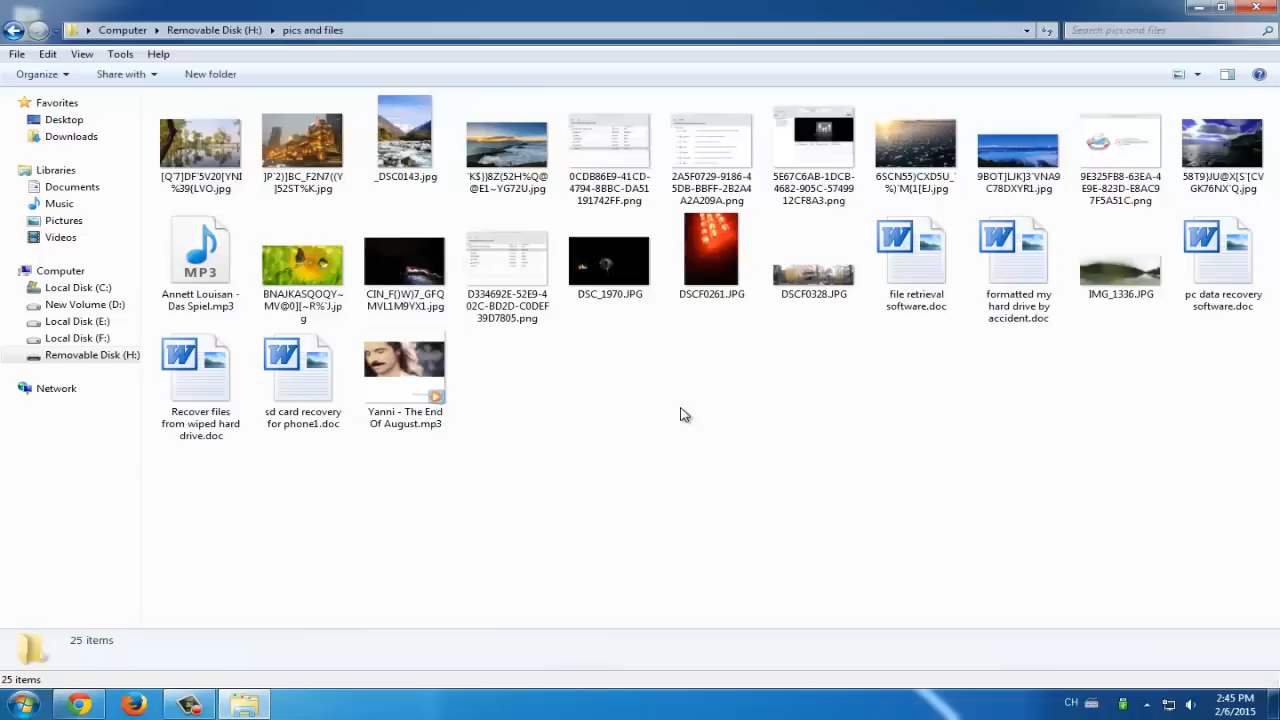 Computer ▸ Removable Disk (H:) ▸ pics and files
Search pics and files
File Edit View Tools Help
Organize Share with New folder
Favorites
Desktop
Downloads
Libraries
Documents
Music
Pictures
Videos
Computer
Local Disk (C:)
New Volume (D:)
Local Disk (E:)
Local Disk (F:)
Removable Disk (H:)
Network
_DSC0143.jpg
0CDB86E9-41CD-
4794-8BBC-DA51
191742FF.png
2A5F0729-9186-4
5DB-BBFF-2B2A4
A2A209A.png
5E67C6AB-1DCB-
4682-905C-57499
12CF8A3.png
9E325FB8-63EA-4
E9E-823D-E8AC9
7F5A51C.png
MP3
Annett Louisan -
Das Spiel.mp3
D334692E-52E9-4
02C-BD2D-C0DEF
39D7805.png
DSC_1970.JPG
DSCF0261.JPG
DSCF0328.JPG
file retrieval
software.doc
formatted my
hard drive by
accident.doc
IMG_1336.JPG
pc data recovery
software.doc
Recover files
from wiped hard
drive.doc
sd card recovery
for phone1.doc
Yanni - The End
Of August.mp3
25 items
25 items
CH
2:45 PM
2/6/2015